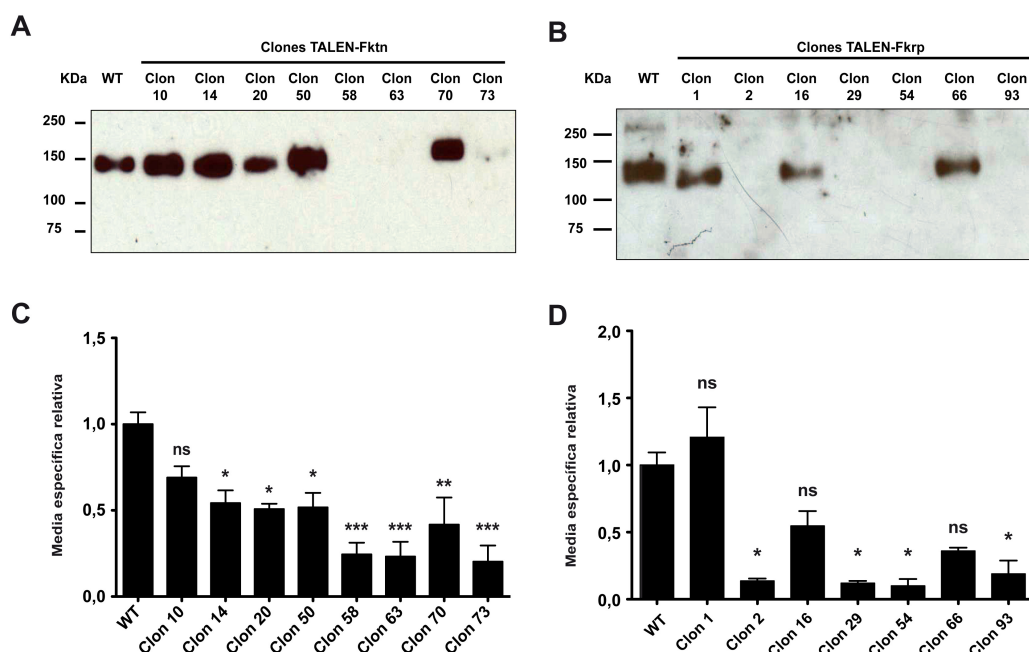 A
Clones TALEN-Fktn
KDa WT Clon 10 Clon 14 Clon 20 Clon 50 Clon 58 Clon 63 Clon 70 Clon 73
250
150
100
75
B
Clones TALEN-Fkrp
KDa WT Clon 1 Clon 2 Clon 16 Clon 29 Clon 54 Clon 66 Clon 93
250
150
100
75
C
Media específica relativa
1,5
1,0
0,5
0,0
ns * * * *** *** ** ***
WT Clon 10 Clon 14 Clon 20 Clon 50 Clon 58 Clon 63 Clon 70 Clon 73
D
Media específica relativa
2,0
1,5
1,0
0,5
0,0
ns * ns * * ns *
WT Clon 1 Clon 2 Clon 16 Clon 29 Clon 54 Clon 66 Clon 93